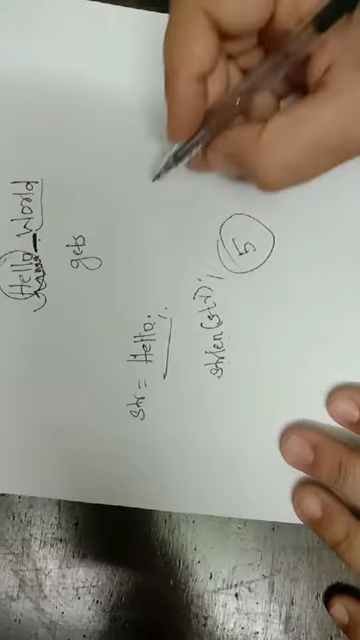 Hello World
gets
str = Hello;
strlen(str);
5